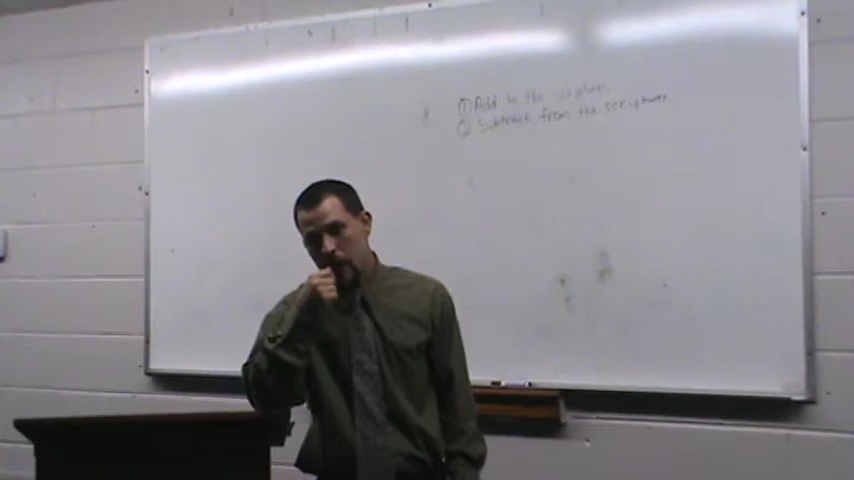 ① Add to the
② Subtract from the scriptures